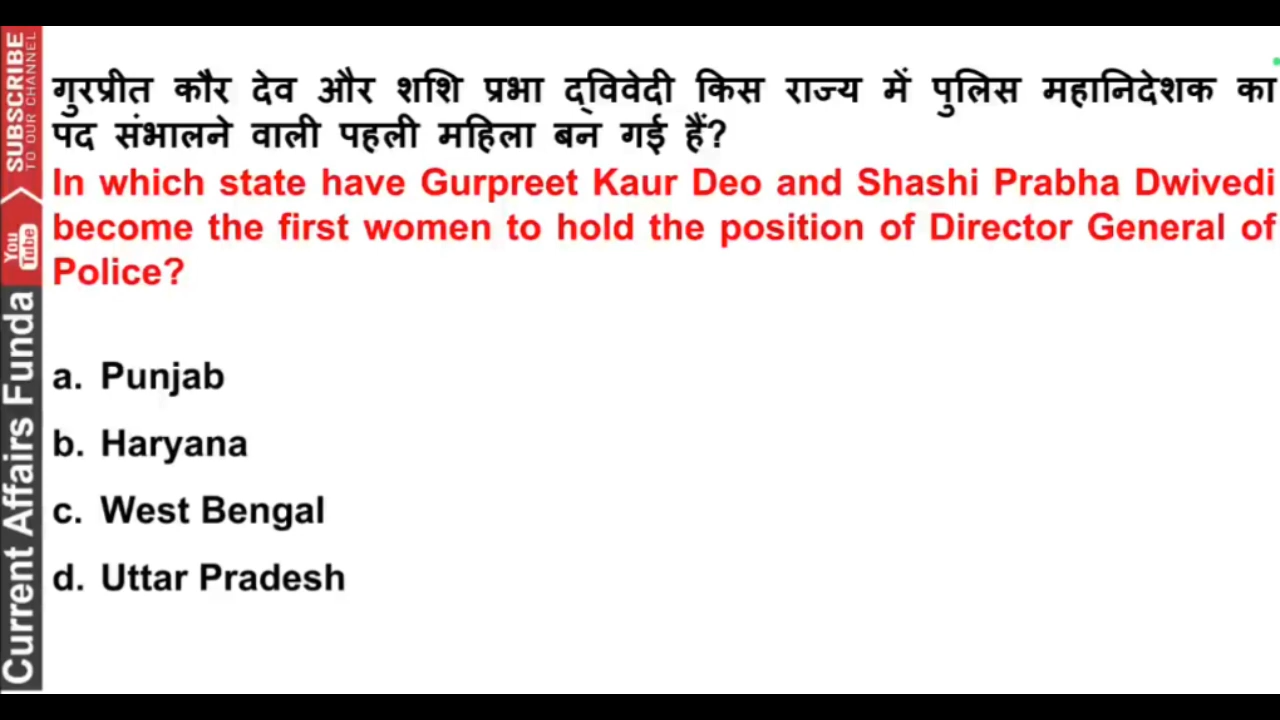 गुरप्रीत कौर देव और शशि प्रभा द्विवेदी किस राज्य में पुलिस महानिदेशक का
पद संभालने वाली पहली महिला बन गई हैं?
In which state have Gurpreet Kaur Deo and Shashi Prabha Dwivedi
become the first women to hold the position of Director General of
Police?
a. Punjab
b. Haryana
c. West Bengal
d. Uttar Pradesh
SUBSCRIBE
TO OUR CHANNEL
You
Tube
Current Affairs Funda